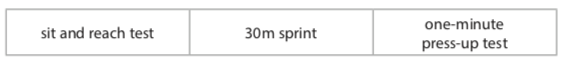 sit and reach test
30m sprint
one-minute
press-up test